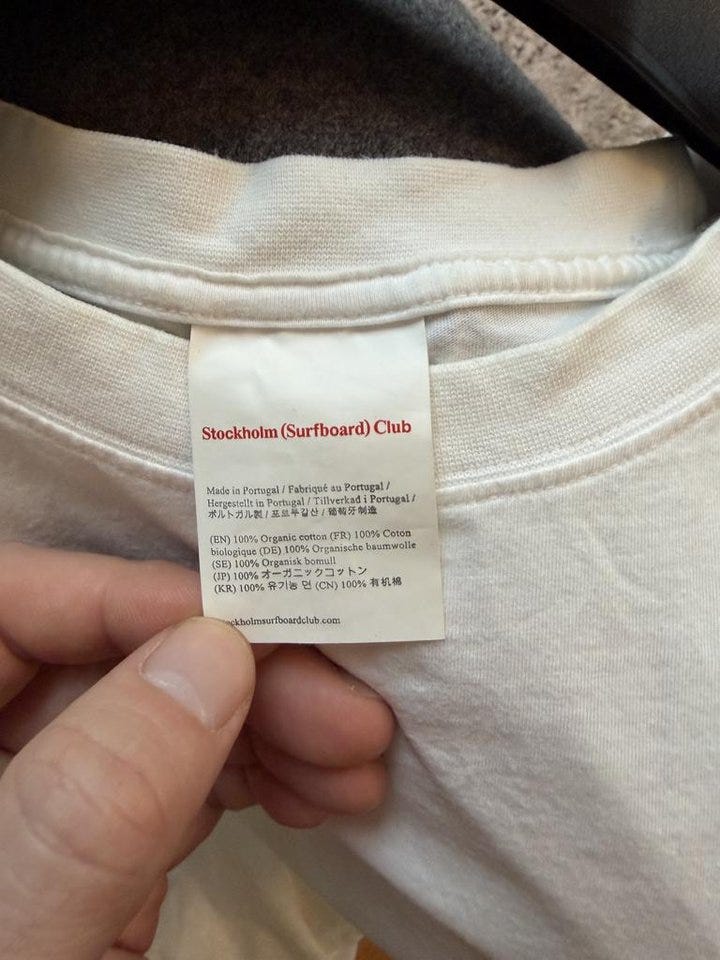 Stockholm (Surfboard) Club
Made in Portugal / Fabriqué au Portugal /
Hergestellt in Portugal / Tillverkad i Portugal /
ポルトガル製 / 포르투갈산 / 葡萄牙制造
(EN) 100% Organic cotton (FR) 100% Coton
biologique (DE) 100% Organische baumwolle
(SE) 100% Organisk bomull
(JP) 100% オーガニックコットン
(KR) 100% 유기농 면 (CN) 100% 有机棉
ckholmsurfboardclub.com